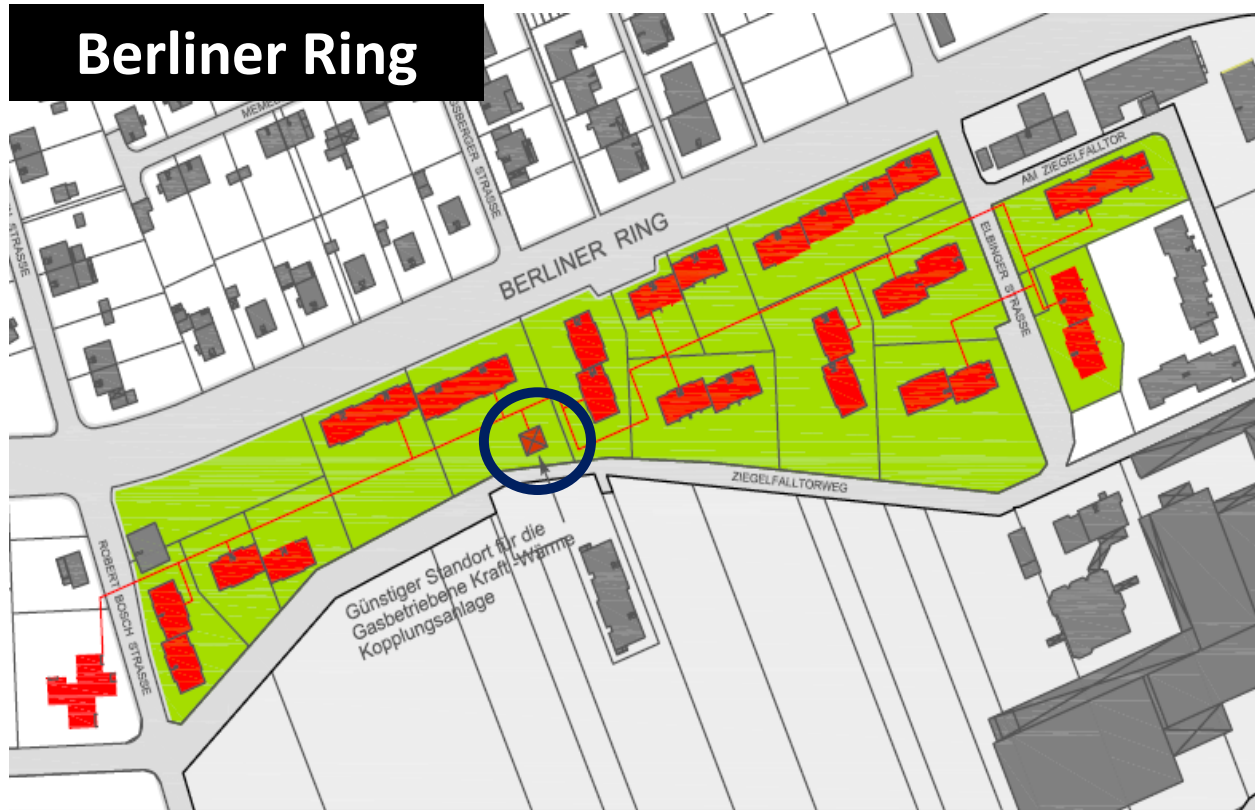 Berliner Ring
STRASSE
BERLINER RING
AM ZIEGELFALLTOR
ELBINGER STRASSE
ZIEGELFALLTORWEG
ROBERT BOSCH STRASSE
Günstiger Standort für die
Gasbetriebene Kraft -Wärme
Kopplungsanlage